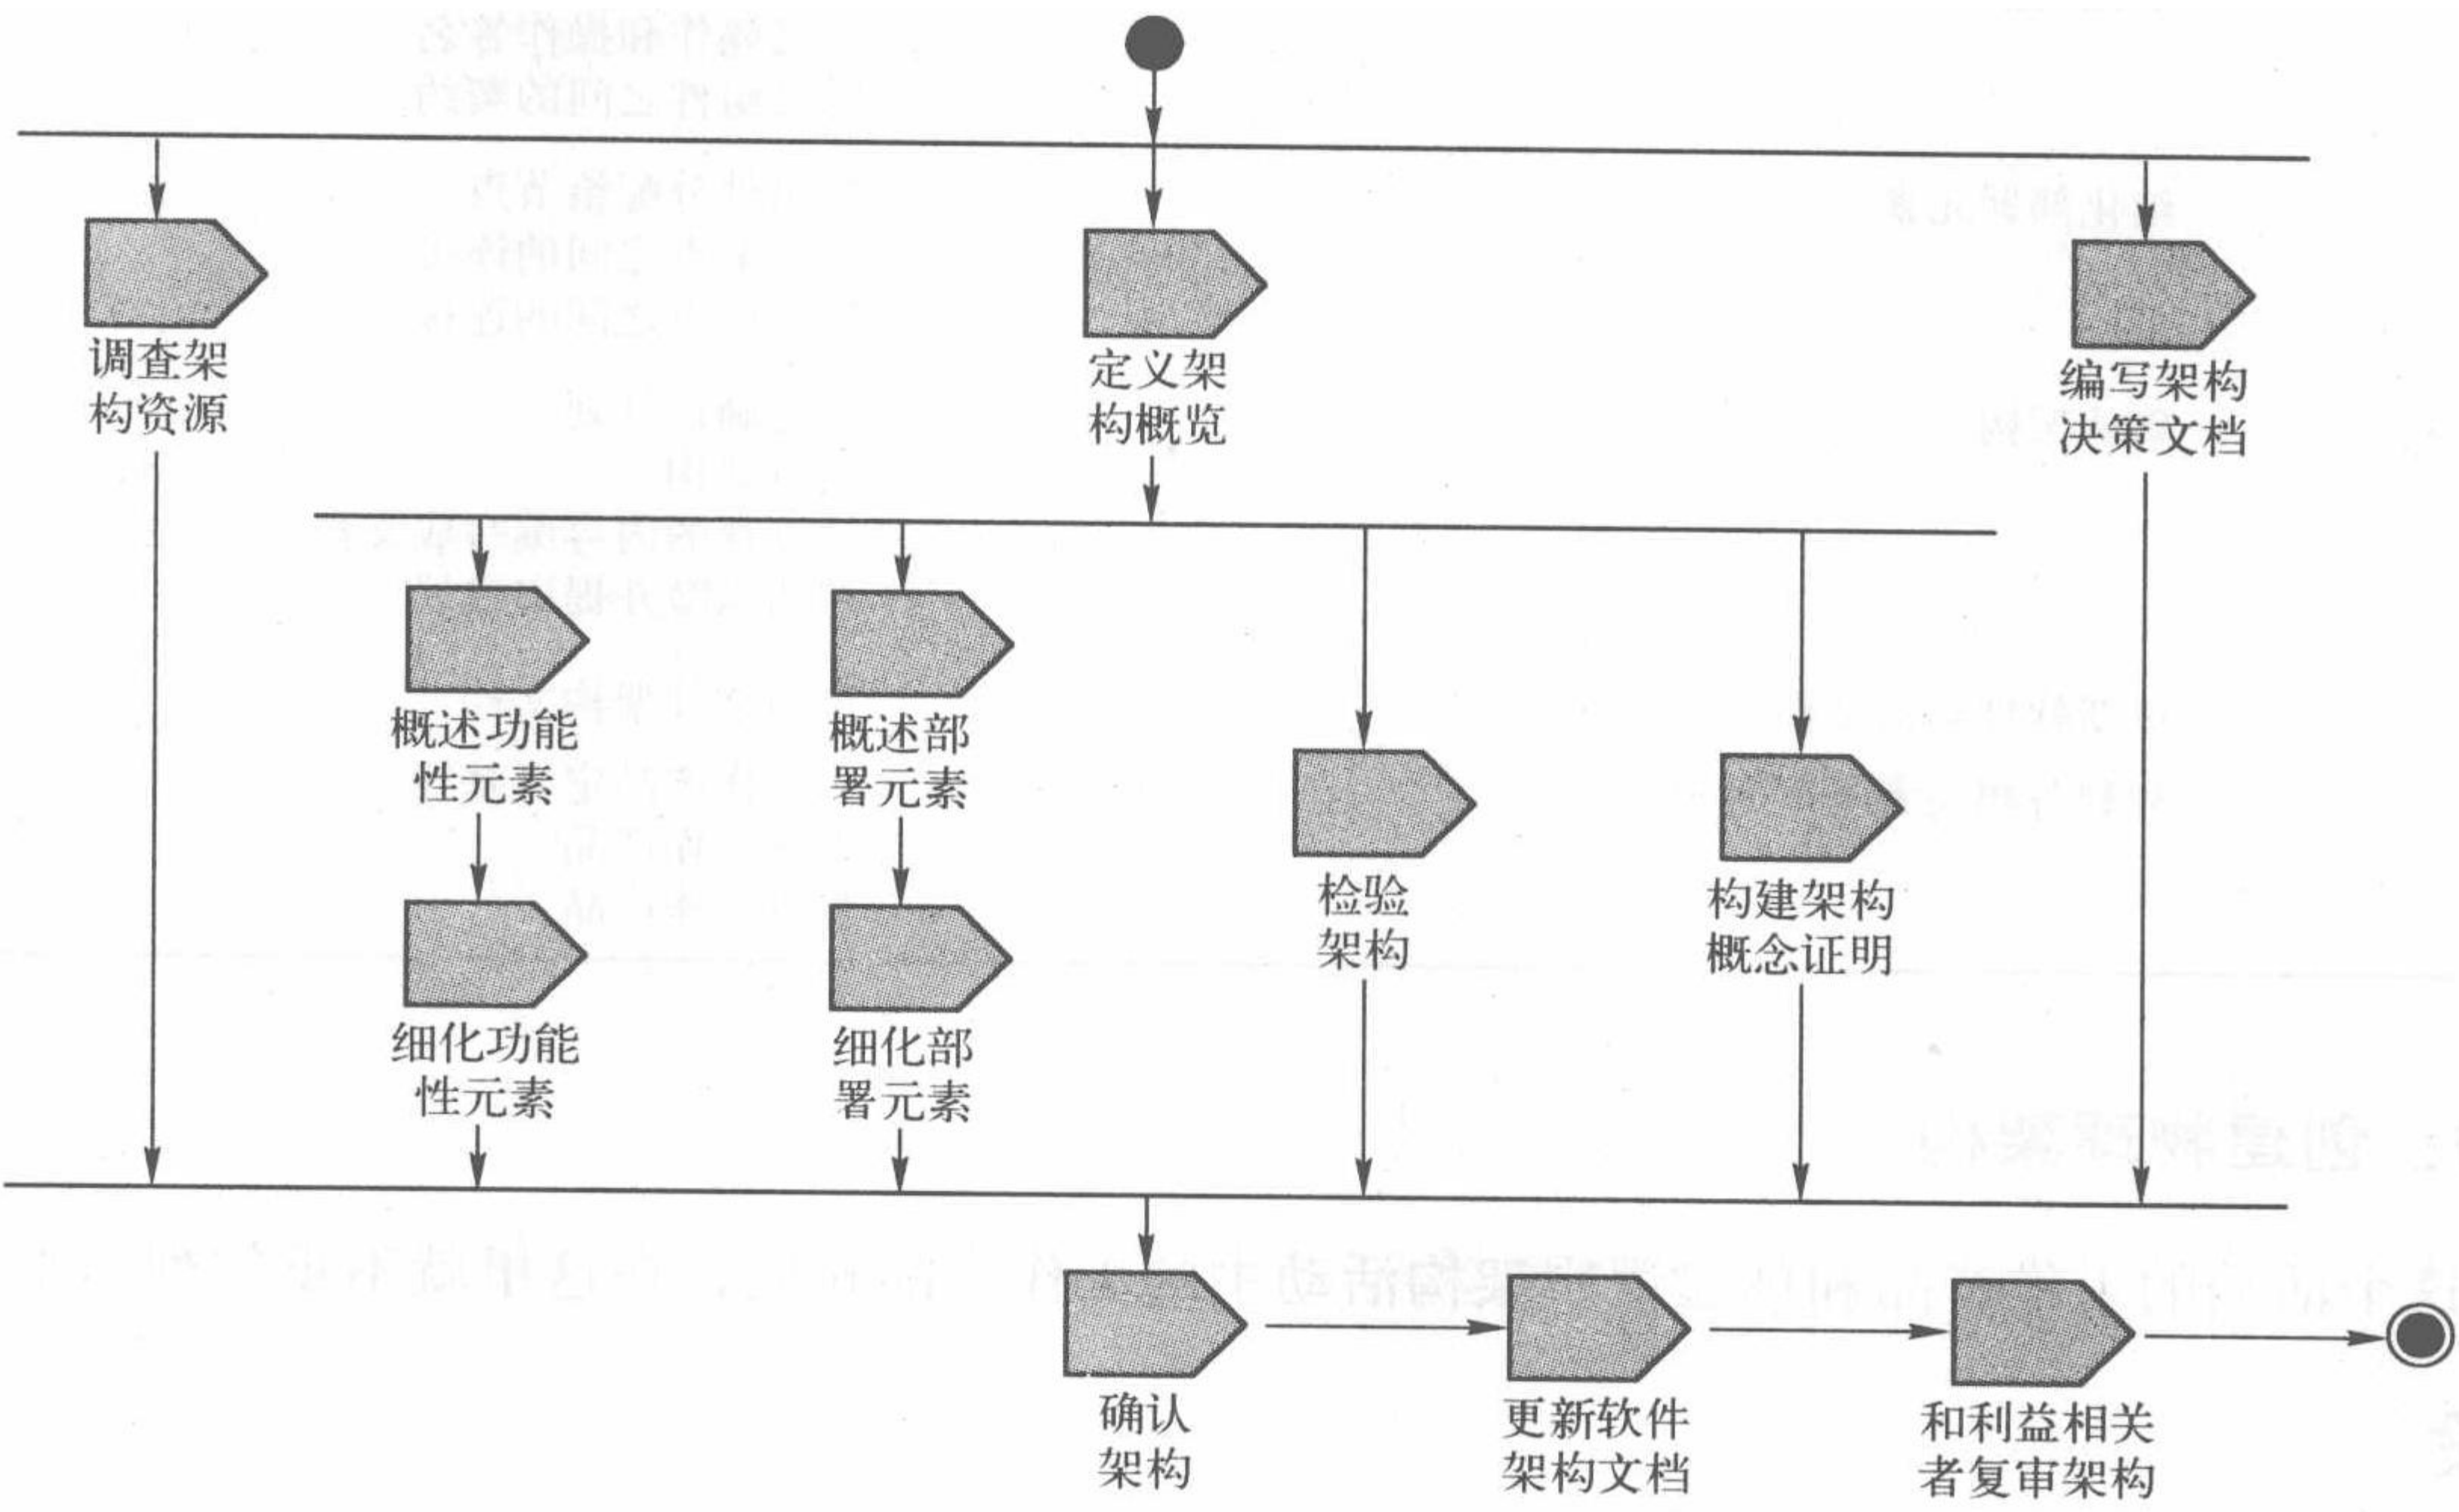 调查架
构资源
定义架
构概览
编写架构
决策文档
概述功能
性元素
概述部
署元素
检验
架构
构建架构
概念证明
细化功能
性元素
细化部
署元素
确认
架构
更新软件
架构文档
和利益相关
者复审架构